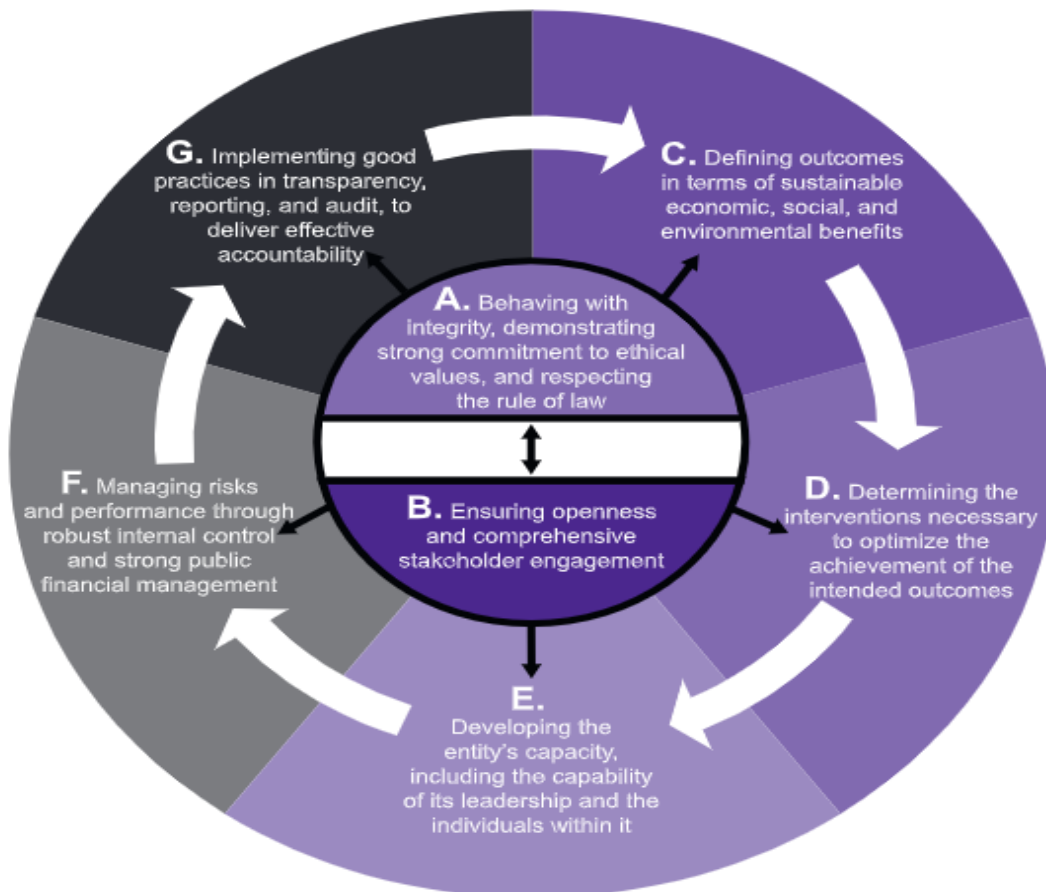 A. Behaving with
integrity, demonstrating
strong commitment to ethical
values, and respecting
the rule of law
B. Ensuring openness
and comprehensive
stakeholder engagement
C. Defining outcomes
in terms of sustainable
economic, social, and
environmental benefits
D. Determining the
interventions necessary
to optimize the
achievement of the
intended outcomes
E.
Developing the
entity's capacity,
including the capability
of its leadership and the
individuals within it
F. Managing risks
and performance through
robust internal control
and strong public
financial management
G. Implementing good
practices in transparency,
reporting, and audit, to
deliver effective
accountability